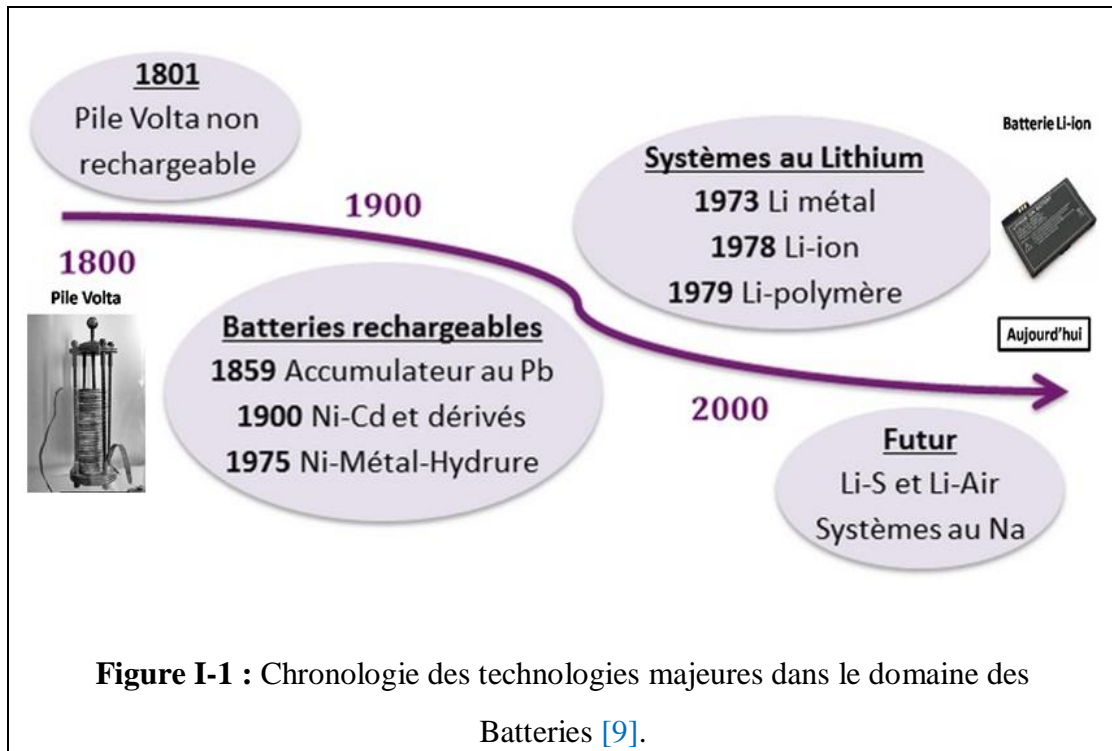 1801
Pile Volta non
rechargeable
1800
Pile Volta
1900
Batteries rechargeables
1859 Accumulateur au Pb
1900 Ni-Cd et dérivés
1975 Ni-Métal-Hydrure
Systèmes au Lithium
1973 Li métal
1978 Li-ion
1979 Li-polymère
Batterie Li-ion
Aujourd'hui
2000
Futur
Li-S et Li-Air
Systèmes au Na
Figure I-1 : Chronologie des technologies majeures dans le domaine des
Batteries [9].